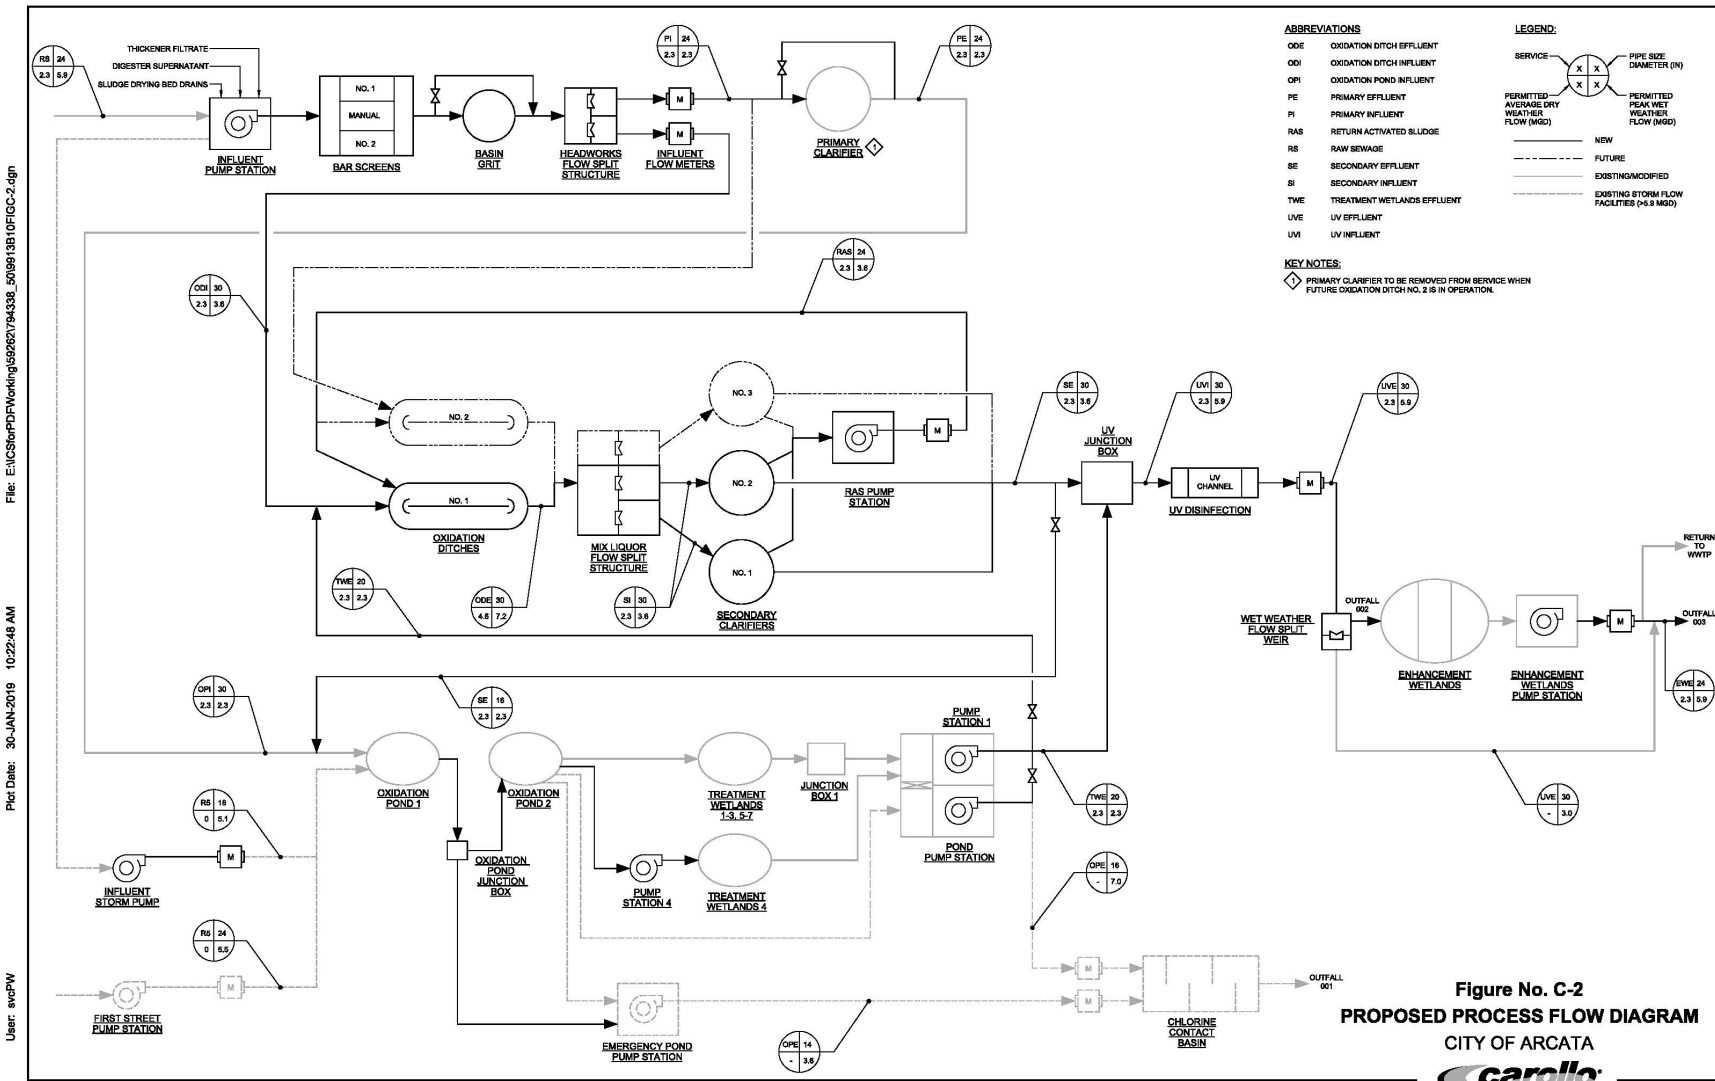 File: E:\ICSforPDFWorking\59262\794338_50\9913B10FIGC-2.dgn
Plot Date: 30-JAN-2019 10:22:48 AM
User: svcPW
RS 24
2.3 5.9
THICKENER FILTRATE
DIGESTER SUPERNATANT
SLUDGE DRYING BED DRAINS
INFLUENT
PUMP STATION
NO. 1
MANUAL
NO. 2
BAR SCREENS
BASIN
GRIT
HEADWORKS
FLOW SPLIT
STRUCTURE
M
M
INFLUENT
FLOW METERS
PI 24
2.3 2.3
PRIMARY
CLARIFIER
1
PE 24
2.3 2.3
ABBREVIATIONS
ODE OXIDATION DITCH EFFLUENT
ODI OXIDATION DITCH INFLUENT
OPI OXIDATION POND INFLUENT
PE PRIMARY EFFLUENT
PI PRIMARY INFLUENT
RAS RETURN ACTIVATED SLUDGE
RS RAW SEWAGE
SE SECONDARY EFFLUENT
SI SECONDARY INFLUENT
TWE TREATMENT WETLANDS EFFLUENT
UVE UV EFFLUENT
UVI UV INFLUENT
LEGEND:
SERVICE
X X
X X
PIPE SIZE
DIAMETER (IN)
PERMITTED
AVERAGE DRY
WEATHER
FLOW (MGD)
PERMITTED
PEAK WET
WEATHER
FLOW (MGD)
NEW
FUTURE
EXISTING/MODIFIED
EXISTING STORM FLOW
FACILITIES (>5.9 MGD)
KEY NOTES:
1 PRIMARY CLARIFIER TO BE REMOVED FROM SERVICE WHEN
FUTURE OXIDATION DITCH NO. 2 IS IN OPERATION.
ODI 30
2.3 3.6
RAS 24
2.3 3.6
NO. 2
NO. 1
OXIDATION
DITCHES
MIX LIQUOR
FLOW SPLIT
STRUCTURE
NO. 3
NO. 2
NO. 1
SECONDARY
CLARIFIERS
RAS PUMP
STATION
M
SE 30
2.3 3.6
UV
JUNCTION
BOX
UVI 30
2.3 5.9
UV
CHANNEL
UV DISINFECTION
M
UVE 30
2.3 5.9
TWE 20
2.3 2.3
ODE 30
4.6 7.2
SI 30
2.3 3.6
WET WEATHER
FLOW SPLIT
WEIR
OUTFALL
002
ENHANCEMENT
WETLANDS
ENHANCEMENT
WETLANDS
PUMP STATION
M
RETURN
TO
WWTP
OUTFALL
003
EWE 24
2.3 5.9
OPI 30
2.3 2.3
SE 16
2.3 2.3
OXIDATION
POND 1
OXIDATION
POND 2
OXIDATION
POND
JUNCTION
BOX
TREATMENT
WETLANDS
1-3, 5-7
JUNCTION
BOX 1
PUMP
STATION 1
POND
PUMP STATION
PUMP
STATION 4
TREATMENT
WETLANDS 4
TWE 20
2.3 2.3
UVE 30
- 3.0
RS 16
0 5.1
M
INFLUENT
STORM PUMP
RS 24
0 5.5
M
FIRST STREET
PUMP STATION
EMERGENCY POND
PUMP STATION
OPE 16
- 7.0
OPE 14
- 3.6
M
M
CHLORINE
CONTACT
BASIN
OUTFALL
001
Figure No. C-2
PROPOSED PROCESS FLOW DIAGRAM
CITY OF ARCATA
carollo